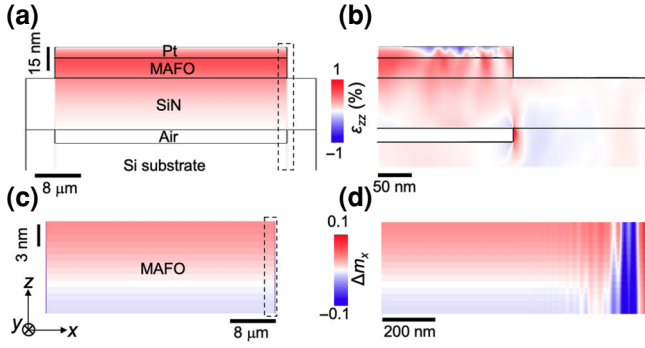 (a)
15 nm
Pt
MAFO
SiN
Air
Si substrate
8 μm
1
ε_zz (%)
−1
(b)
50 nm
(c)
3 nm
MAFO
z
y
x
8 μm
0.1
Δm_x
−0.1
(d)
200 nm